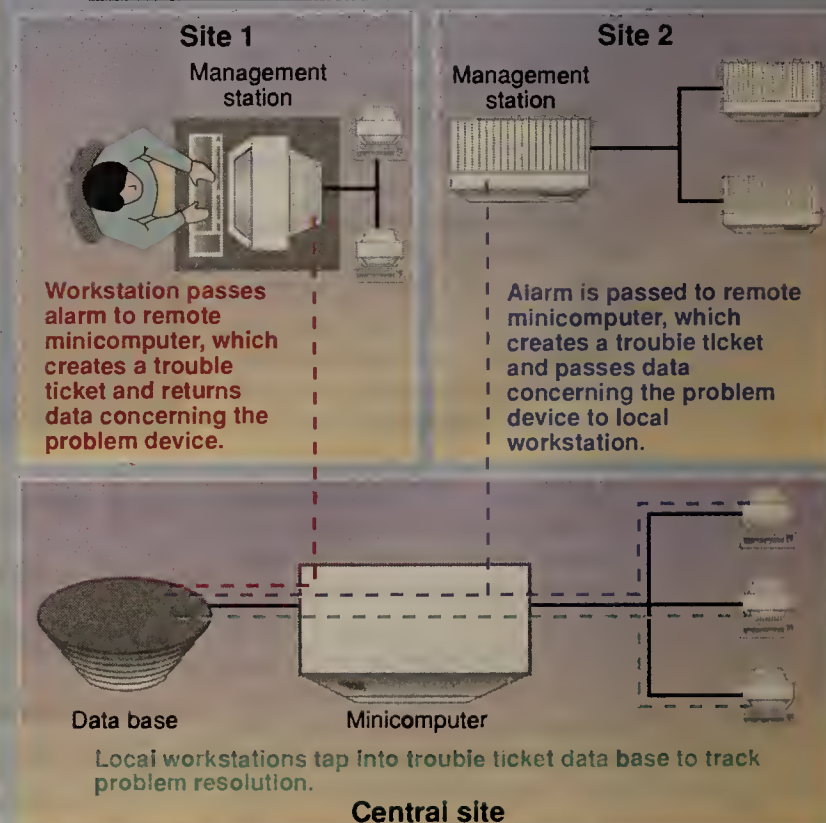 Site 1
Management
station
Workstation passes
alarm to remote
minicomputer, which
creates a trouble
ticket and returns
data concerning the
problem device.
Site 2
Management
station
Alarm is passed to remote
minicomputer, which
creates a trouble ticket
and passes data
concerning the problem
device to local
workstation.
Data base
Minicomputer
Local workstations tap into trouble ticket data base to track
problem resolution.
Central site